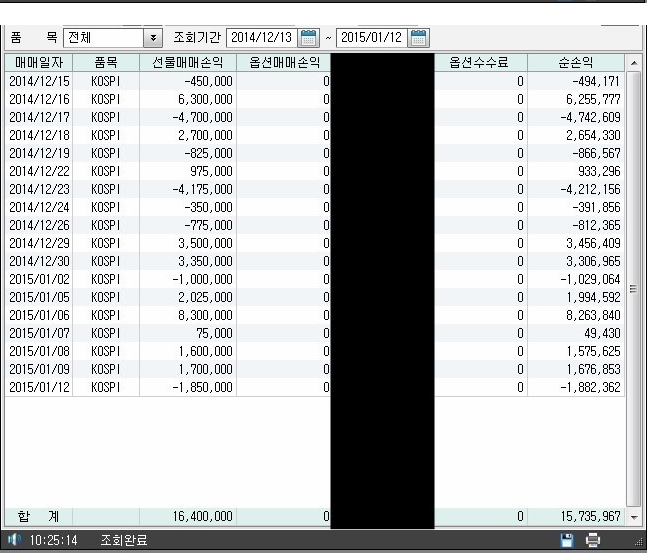 품 목 전체 조회기간 2014/12/13 ~ 2015/01/12
매매일자 품목 선물매매손익 옵션매매손익 옵션수수료 순손익
2014/12/15 KOSPI -450,000 0 0 -494,171
2014/12/16 KOSPI 6,300,000 0 0 6,255,777
2014/12/17 KOSPI -4,700,000 0 0 -4,742,609
2014/12/18 KOSPI 2,700,000 0 0 2,654,330
2014/12/19 KOSPI -825,000 0 0 -866,567
2014/12/22 KOSPI 975,000 0 0 933,296
2014/12/23 KOSPI -4,175,000 0 0 -4,212,156
2014/12/24 KOSPI -350,000 0 0 -391,856
2014/12/26 KOSPI -775,000 0 0 -812,365
2014/12/29 KOSPI 3,500,000 0 0 3,456,409
2014/12/30 KOSPI 3,350,000 0 0 3,306,965
2015/01/02 KOSPI -1,000,000 0 0 -1,029,064
2015/01/05 KOSPI 2,025,000 0 0 1,994,592
2015/01/06 KOSPI 8,300,000 0 0 8,263,840
2015/01/07 KOSPI 75,000 0 0 49,430
2015/01/08 KOSPI 1,600,000 0 0 1,575,625
2015/01/09 KOSPI 1,700,000 0 0 1,676,853
2015/01/12 KOSPI -1,850,000 0 0 -1,882,362
합 계 16,400,000 0 0 15,735,967
10:25:14 조회완료